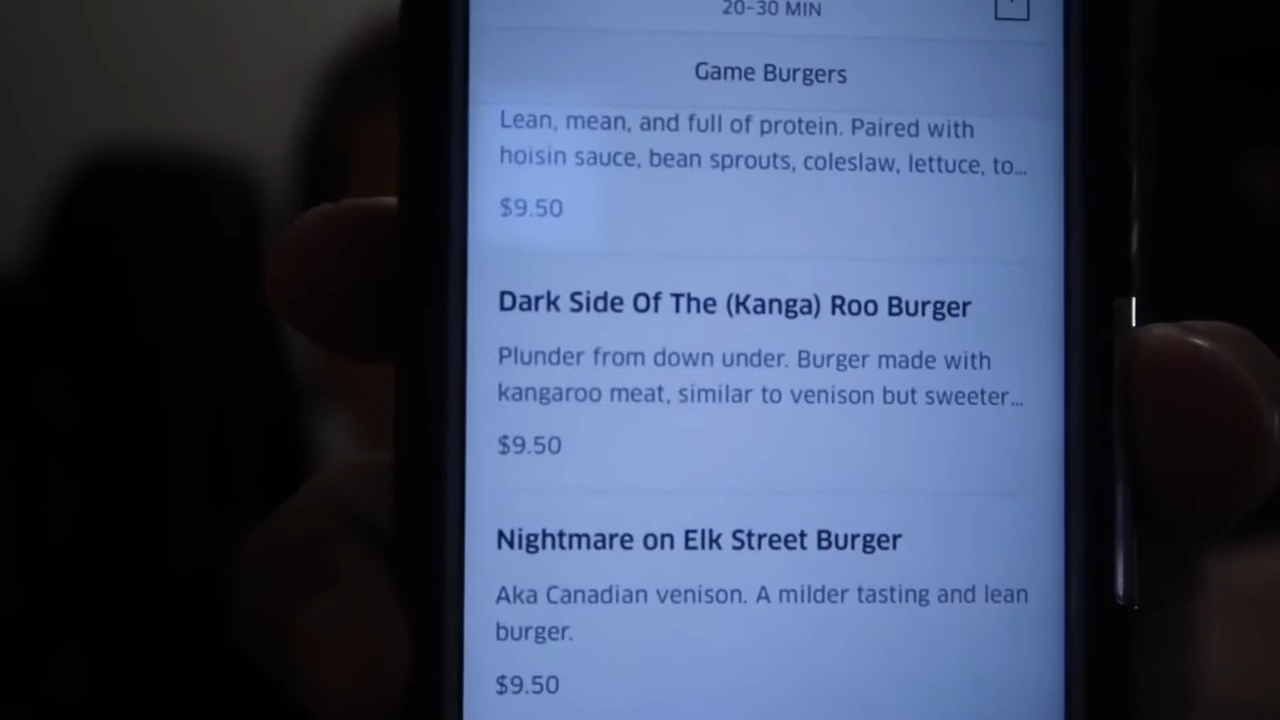 20-30 MIN
Game Burgers
Lean, mean, and full of protein. Paired with
hoisin sauce, bean sprouts, coleslaw, lettuce, to...
$9.50
Dark Side Of The (Kanga) Roo Burger
Plunder from down under. Burger made with
kangaroo meat, similar to venison but sweeter...
$9.50
Nightmare on Elk Street Burger
Aka Canadian venison. A milder tasting and lean
burger.
$9.50